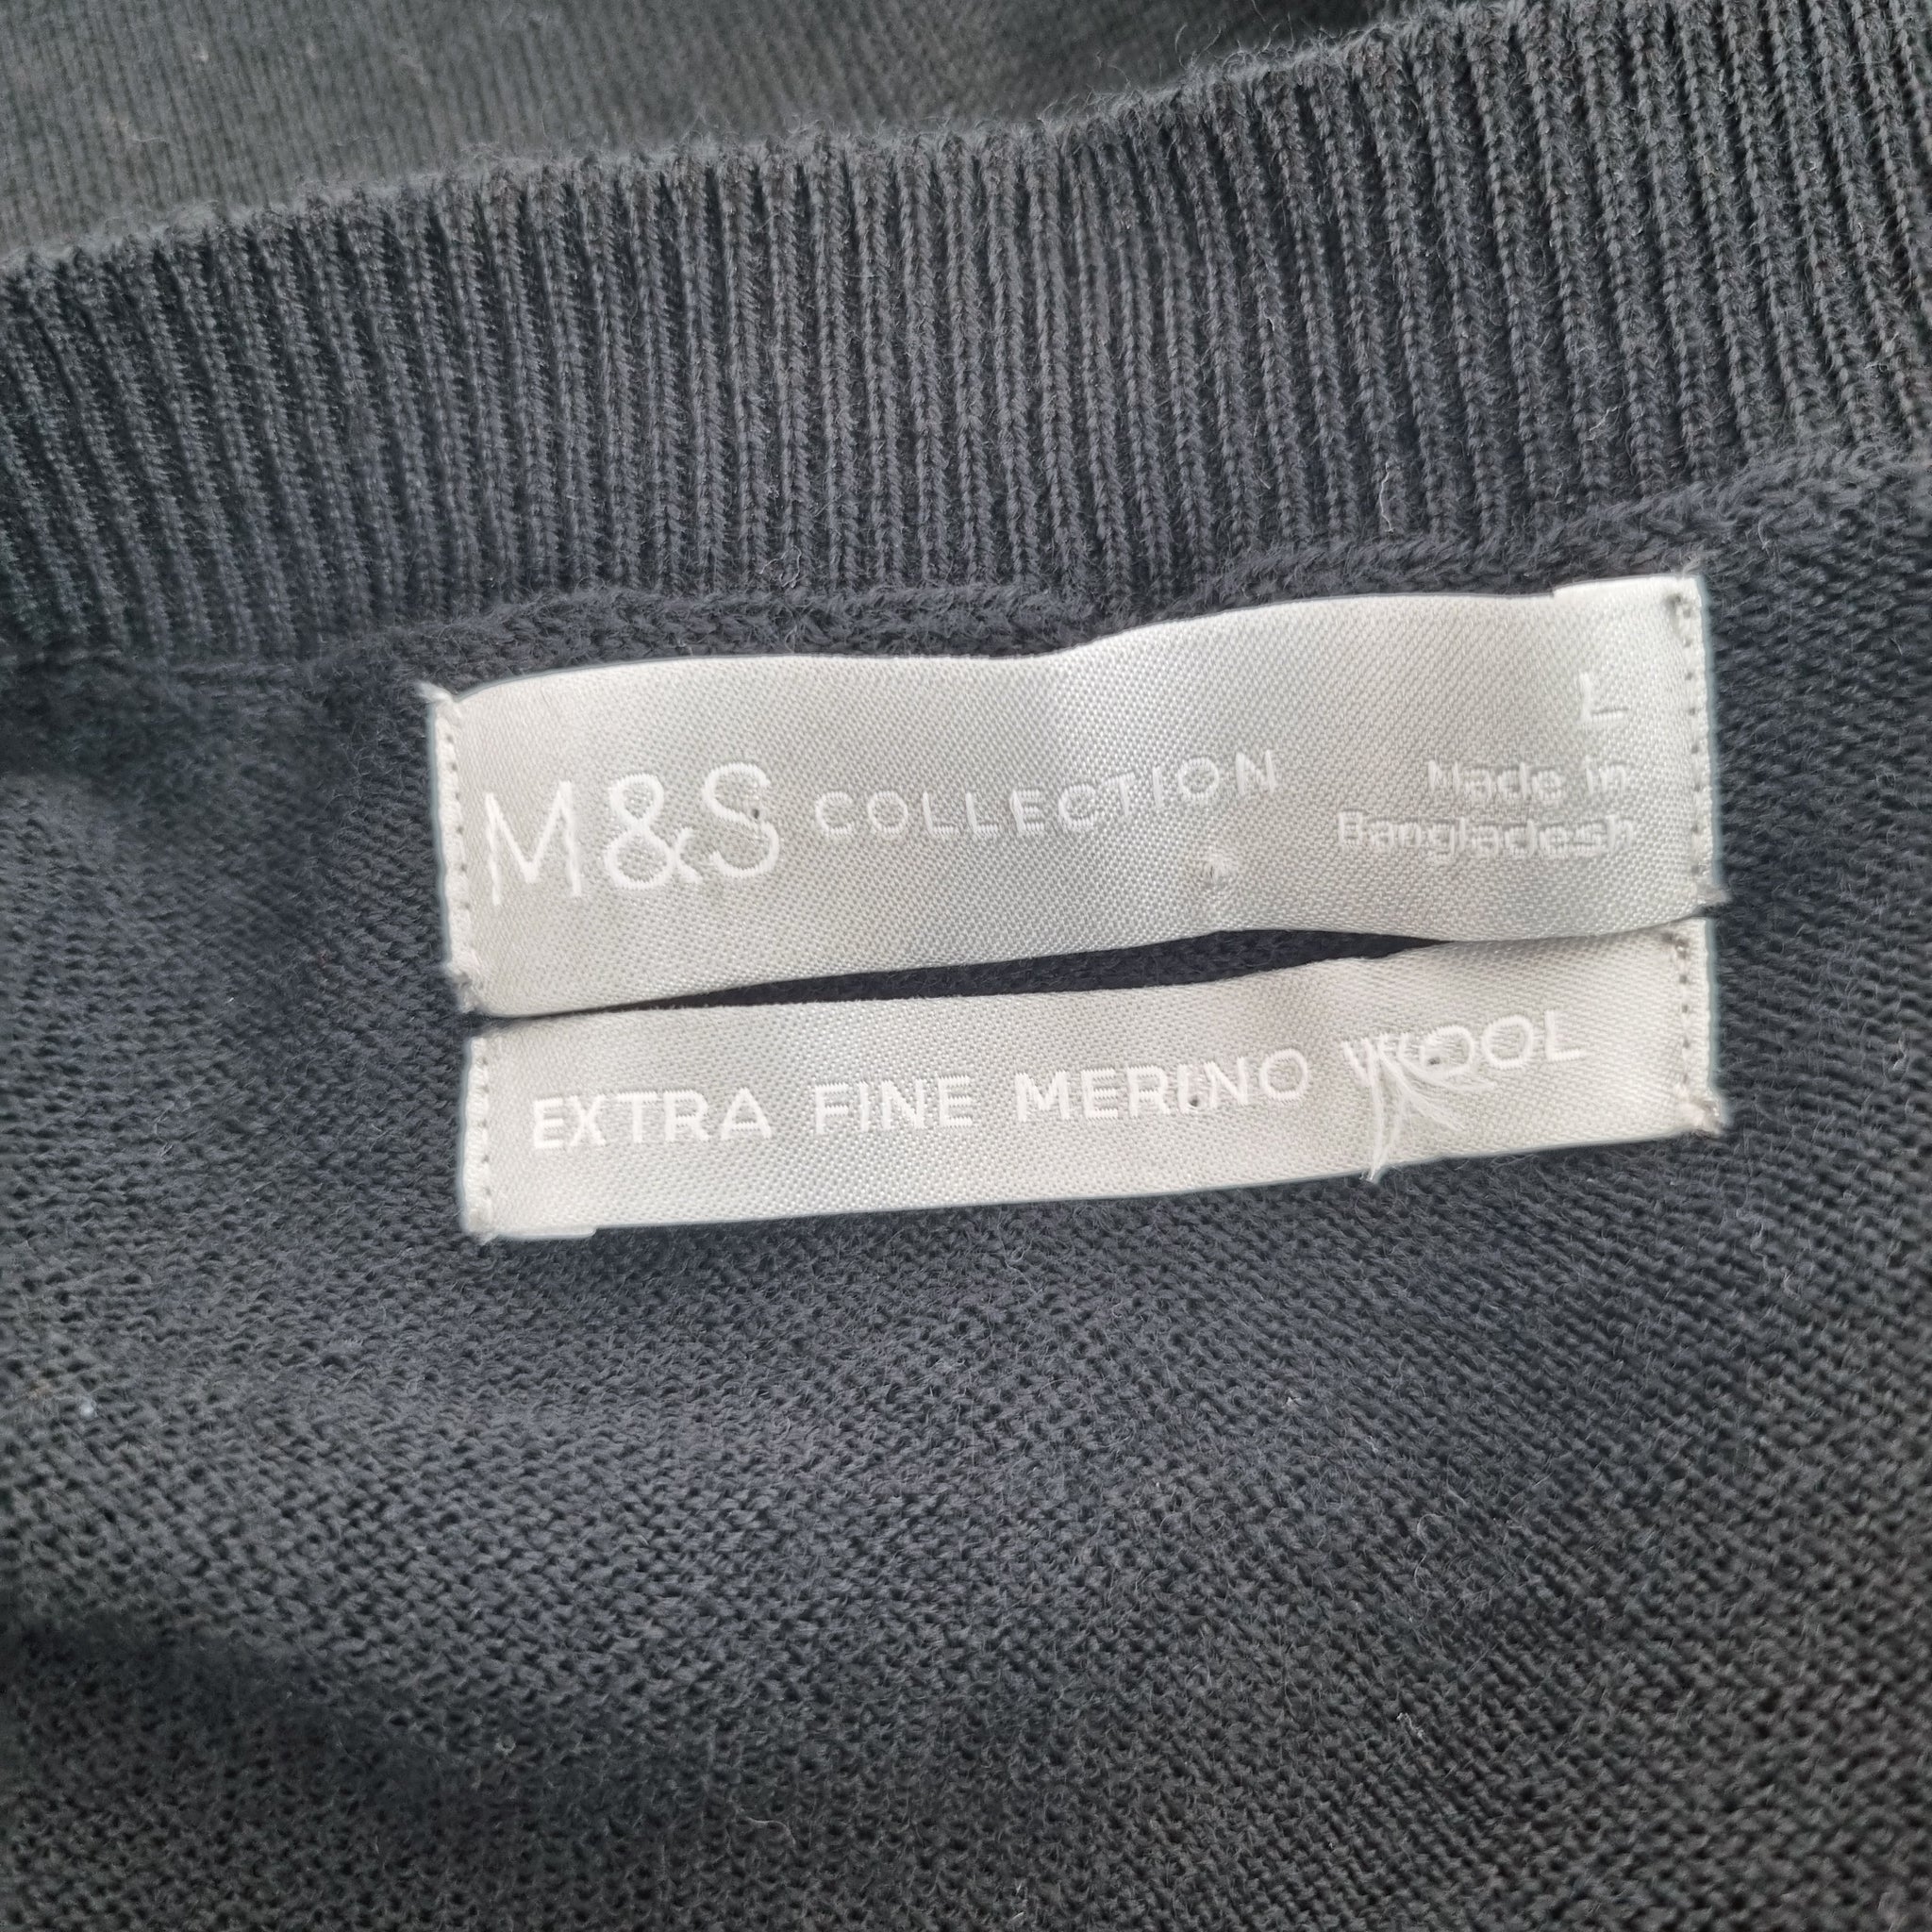 L
M&S COLLECTION
Made in
Bangladesh
EXTRA FINE MERINO WOOL